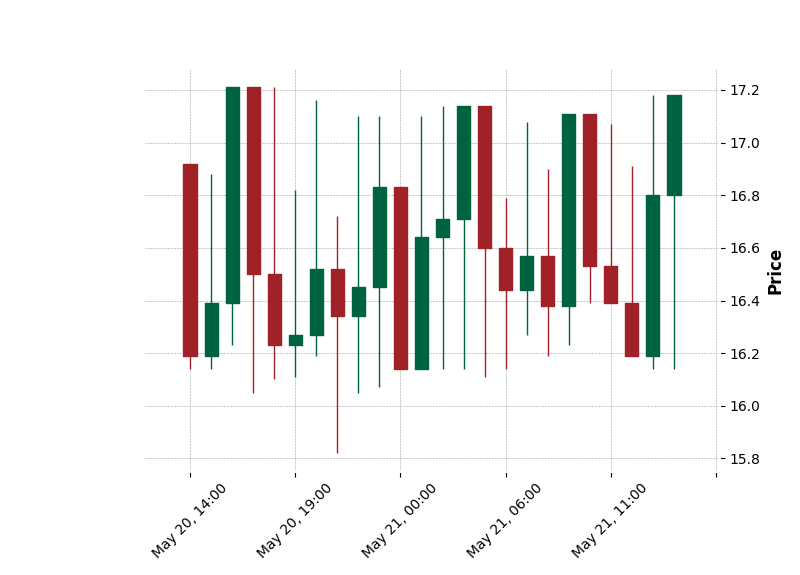 17.2
17.0
16.8
16.6
16.4
16.2
16.0
15.8
Price
May 20, 14:00
May 20, 19:00
May 21, 00:00
May 21, 06:00
May 21, 11:00